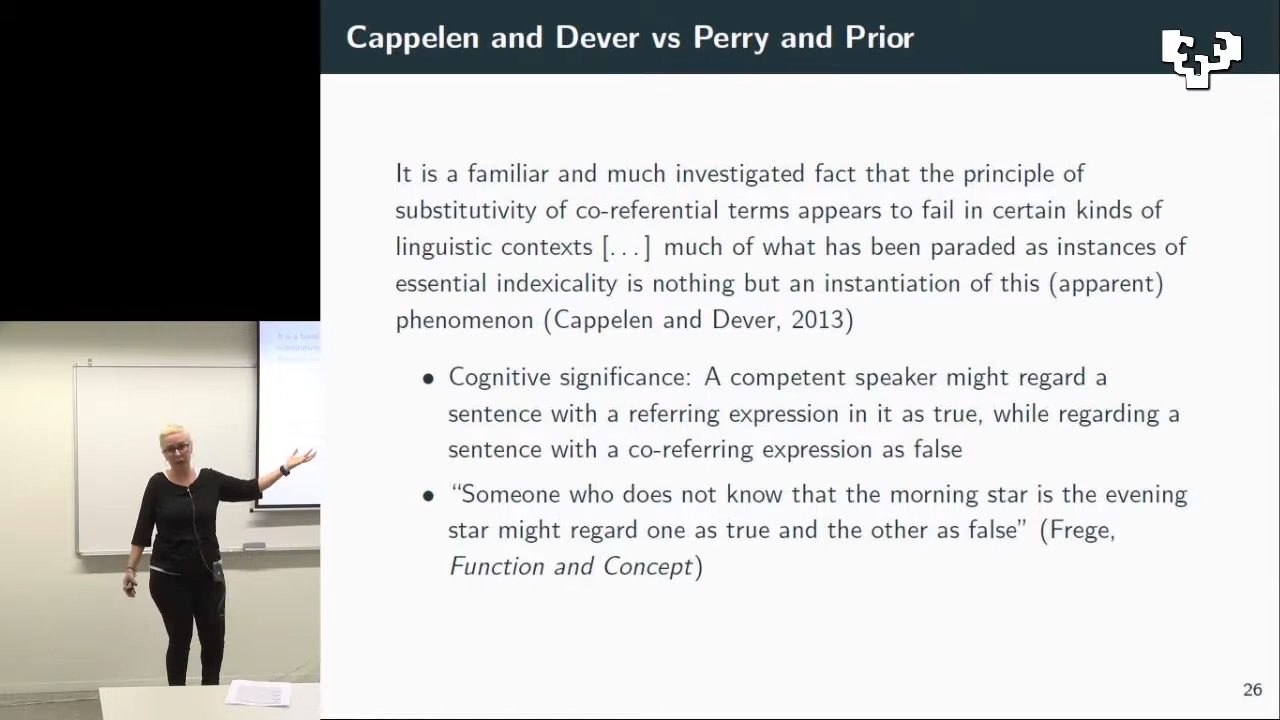 Cappelen and Dever vs Perry and Prior
It is a familiar and much investigated fact that the principle of
substitutivity of co-referential terms appears to fail in certain kinds of
linguistic contexts [. . . ] much of what has been paraded as instances of
essential indexicality is nothing but an instantiation of this (apparent)
phenomenon (Cappelen and Dever, 2013)
• Cognitive significance: A competent speaker might regard a
sentence with a referring expression in it as true, while regarding a
sentence with a co-referring expression as false
• “Someone who does not know that the morning star is the evening
star might regard one as true and the other as false” (Frege,
Function and Concept)
26
It is a familiar
substitutivity